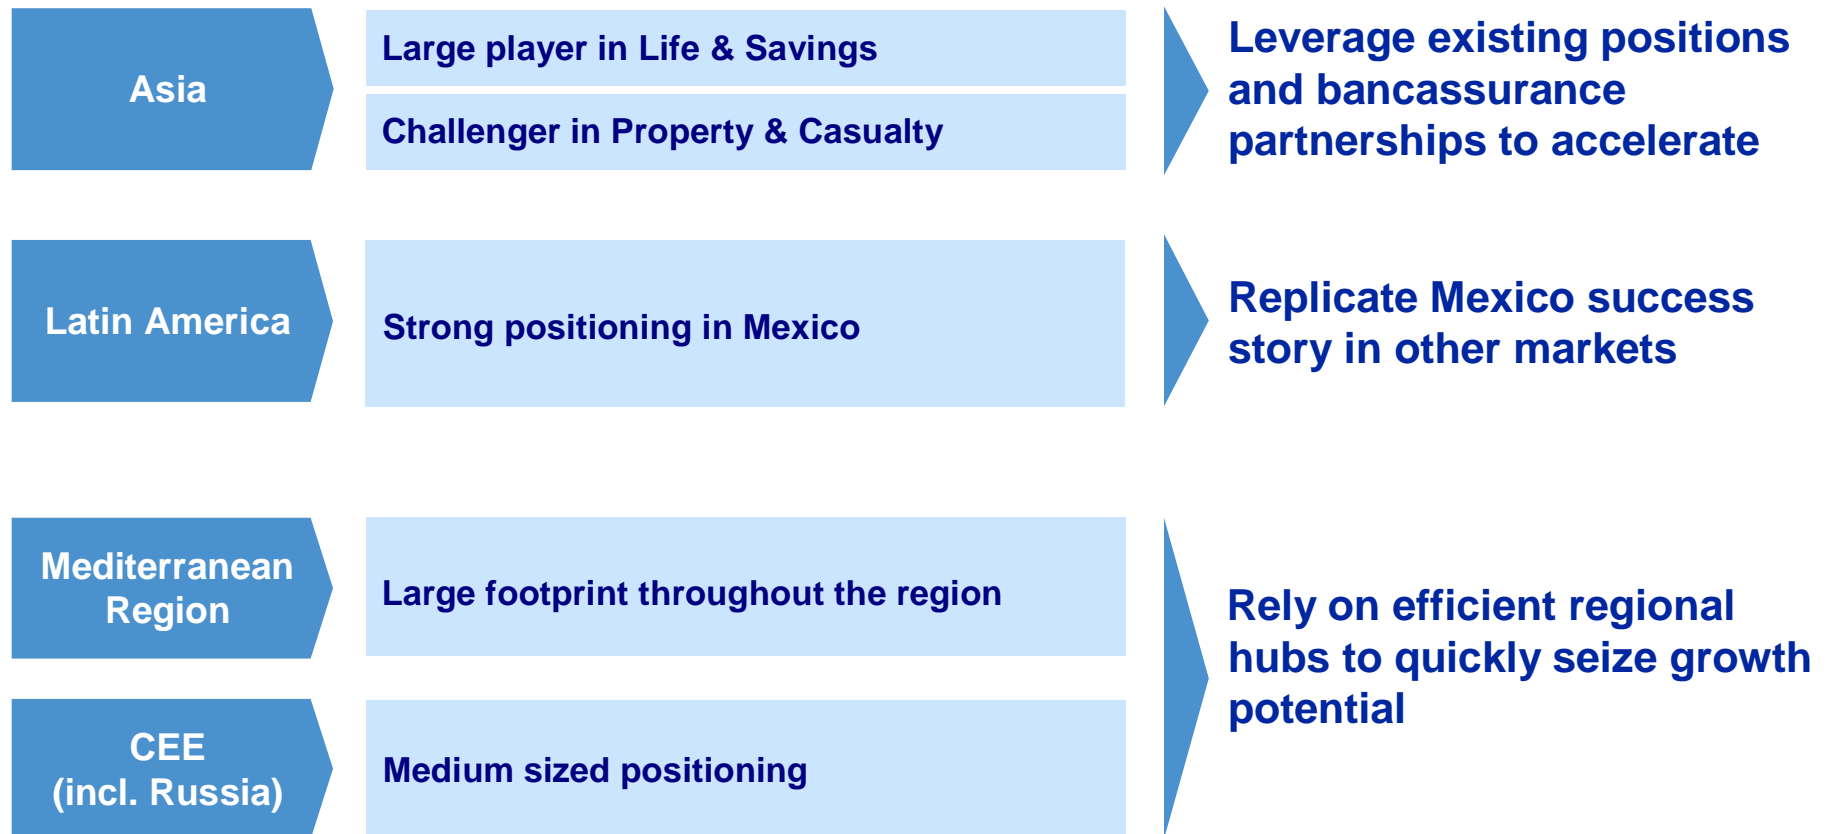 Asia
Large player in Life & Savings
Challenger in Property & Casualty
Leverage existing positions
and bancassurance
partnerships to accelerate
Latin America
Strong positioning in Mexico
Replicate Mexico success
story in other markets
Mediterranean
Region
Large footprint throughout the region
CEE
(incl. Russia)
Medium sized positioning
Rely on efficient regional
hubs to quickly seize growth
potential